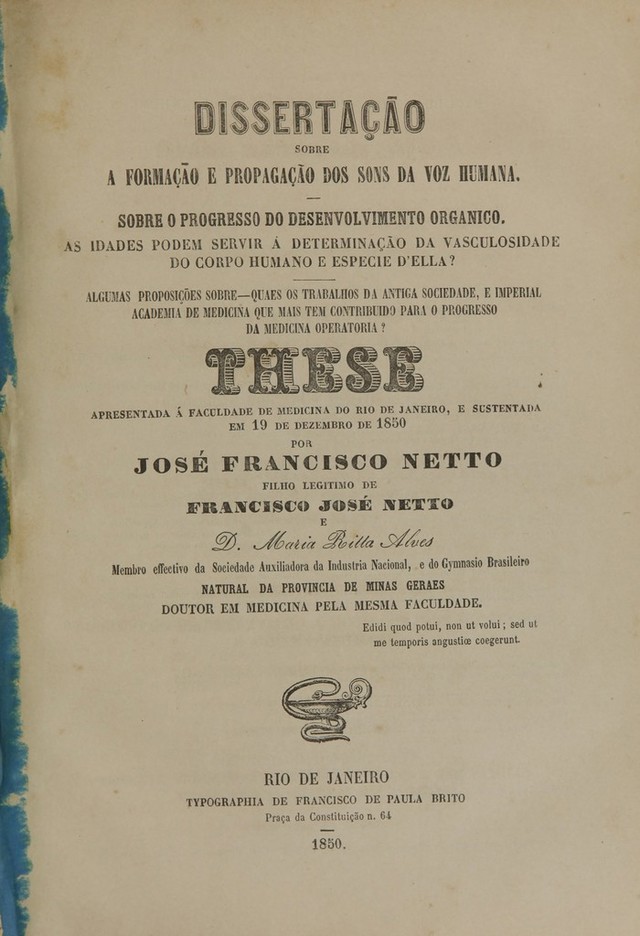 DISSERTAÇÃO
SOBRE
A FORMAÇÃO E PROPAGAÇÃO DOS SONS DA VOZ HUMANA.
SOBRE O PROGRESSO DO DESENVOLVIMENTO ORGANICO.
AS IDADES PODEM SERVIR Á DETERMINAÇÃO DA VASCULOSIDADE
DO CORPO HUMANO E ESPECIE D'ELLA?
ALGUMAS PROPOSIÇÕES SOBRE—QUAES OS TRABALHOS DA ANTIGA SOCIEDADE, E IMPERIAL
ACADEMIA DE MEDICINA QUE MAIS TEM CONTRIBUIDO PARA O PROGRESSO
DA MEDICINA OPERATORIA?
THESE
APRESENTADA Á FACULDADE DE MEDICINA DO RIO DE JANEIRO, E SUSTENTADA
EM 19 DE DEZEMBRO DE 1850
POR
JOSÉ FRANCISCO NETTO
FILHO LEGITIMO DE
FRANCISCO JOSÉ NETTO
E
D. Maria Ritta Alves
Membro effectivo da Sociedade Auxiliadora da Industria Nacional, e do Gymnasio Brasileiro
NATURAL DA PROVINCIA DE MINAS GERAES
DOUTOR EM MEDICINA PELA MESMA FACULDADE.
Edidi quod potui, non ut volui; sed ut
me temporis angustiœ coegerunt.
RIO DE JANEIRO
TYPOGRAPHIA DE FRANCISCO DE PAULA BRITO
Praça da Constituição n. 64
1850.